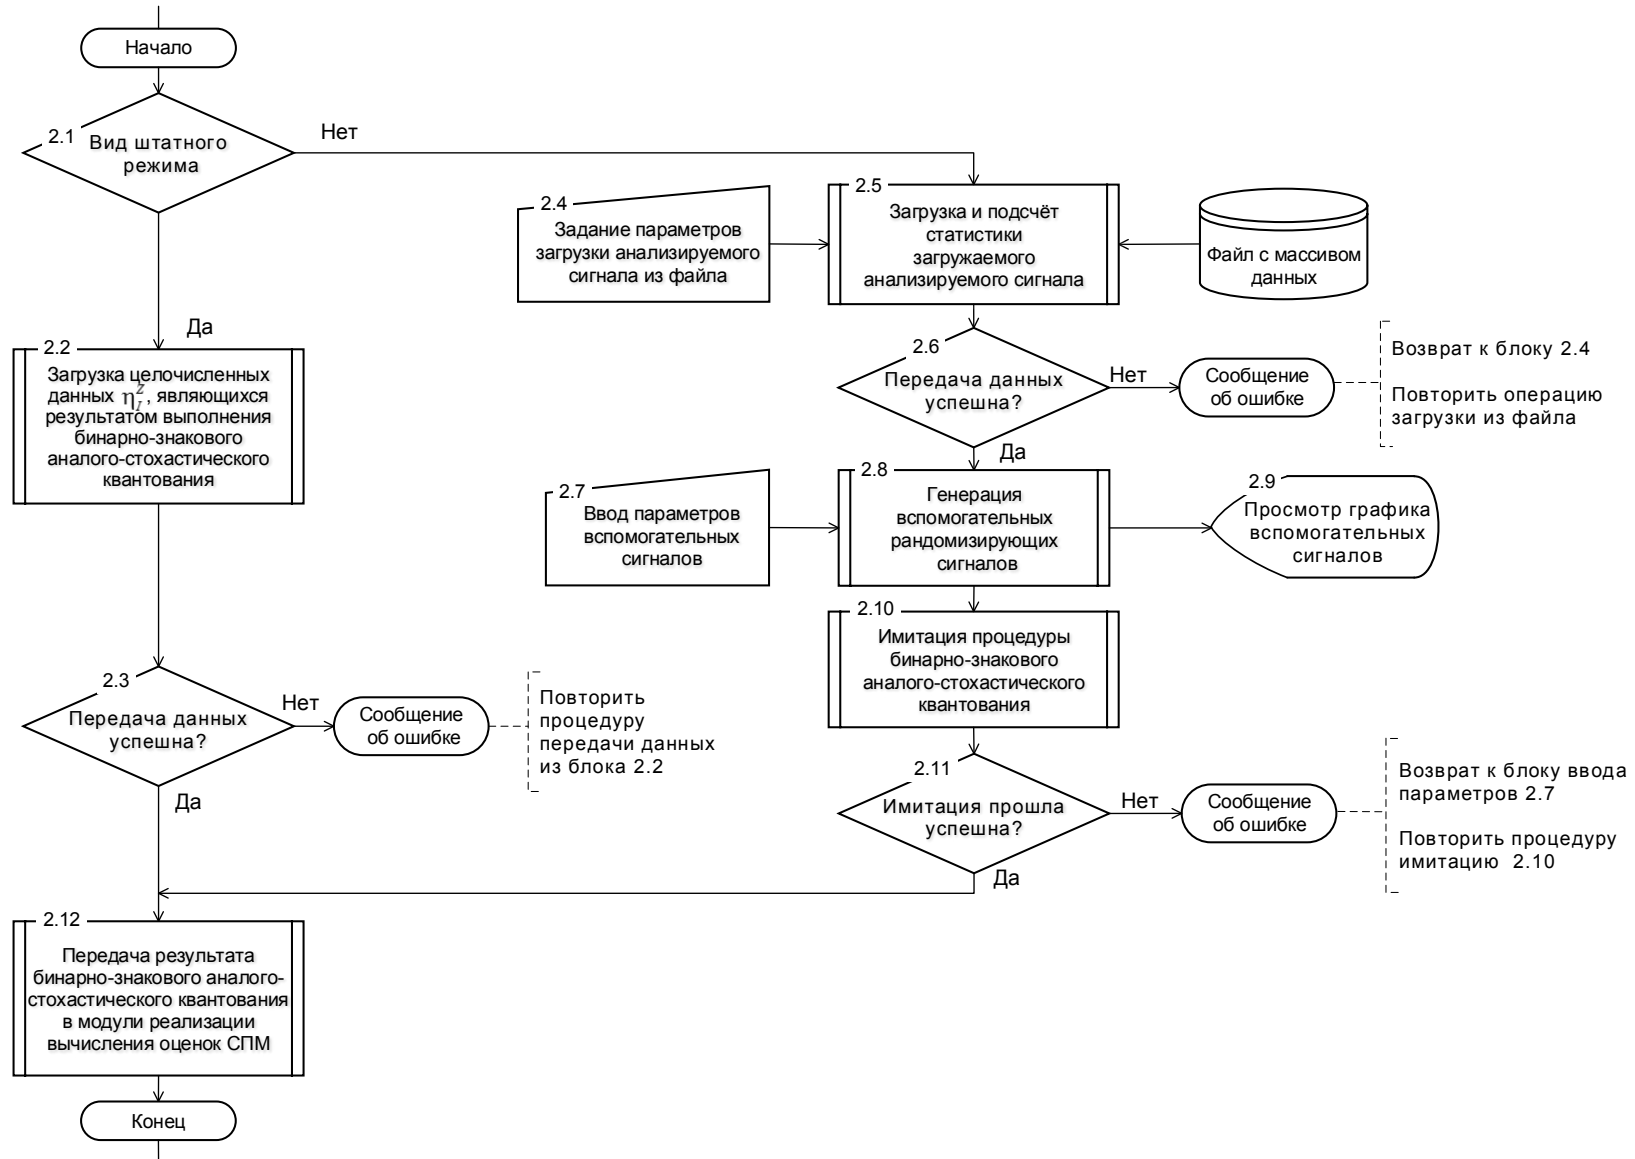 Начало
2.1
Вид штатного
режима
Нет
Да
2.4
Задание параметров
загрузки анализируемого
сигнала из файла
2.5
Загрузка и подсчёт
статистики
загружаемого
анализируемого сигнала
Файл с массивом
данных
2.2
Загрузка целочисленных
данных η_i^z, являющихся
результатом выполнения
бинарно-знакового
аналого-стохастического
квантования
2.6
Передача данных
успешна?
Нет
Сообщение
об ошибке
Возврат к блоку 2.4
Повторить операцию
загрузки из файла
Да
2.7
Ввод параметров
вспомогательных
сигналов
2.8
Генерация
вспомогательных
рандомизирующих
сигналов
2.9
Просмотр графика
вспомогательных
сигналов
2.10
Имитация процедуры
бинарно-знакового
аналого-стохастического
квантования
2.3
Передача данных
успешна?
Нет
Сообщение
об ошибке
Повторить
процедуру
передачи данных
из блока 2.2
Да
2.11
Имитация прошла
успешна?
Нет
Сообщение
об ошибке
Возврат к блоку ввода
параметров 2.7
Повторить процедуру
имитацию 2.10
Да
2.12
Передача результата
бинарно-знакового аналого-
стохастического квантования
в модули реализации
вычисления оценок СПМ
Конец